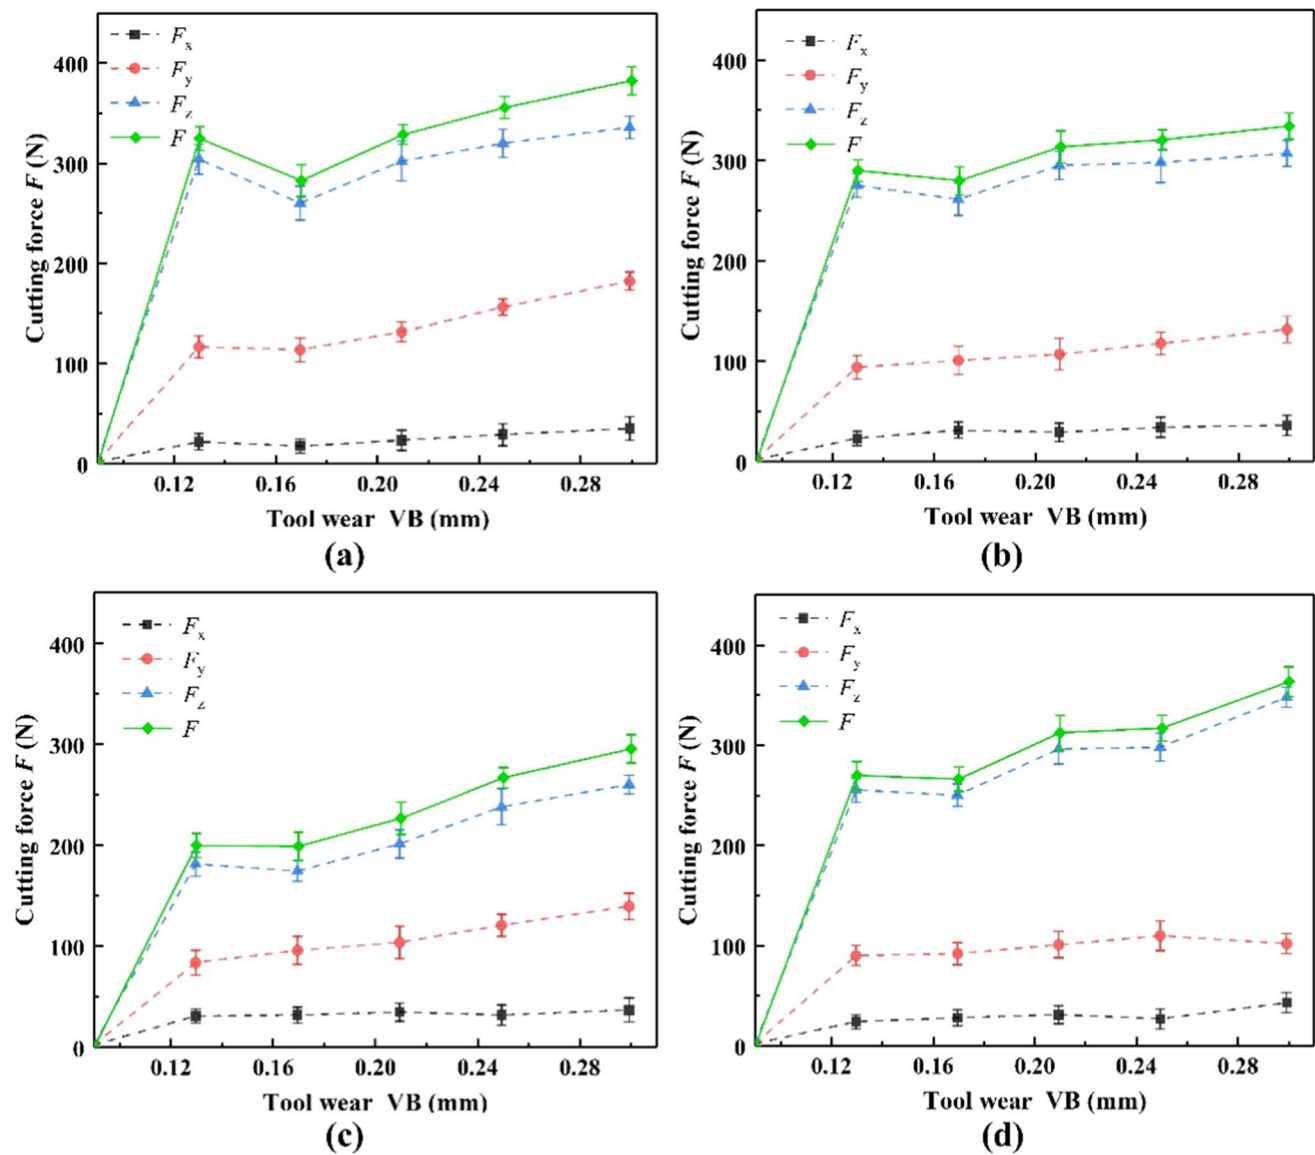 Fx
Fy
Fz
F
400
300
200
100
0
Cutting force F (N)
0.12 0.16 0.20 0.24 0.28
Tool wear VB (mm)
(a)
Fx
Fy
Fz
F
400
300
200
100
0
Cutting force F (N)
0.12 0.16 0.20 0.24 0.28
Tool wear VB (mm)
(b)
Fx
Fy
Fz
F
400
300
200
100
0
Cutting force F (N)
0.12 0.16 0.20 0.24 0.28
Tool wear VB (mm)
(c)
Fx
Fy
Fz
F
400
300
200
100
0
Cutting force F (N)
0.12 0.16 0.20 0.24 0.28
Tool wear VB (mm)
(d)